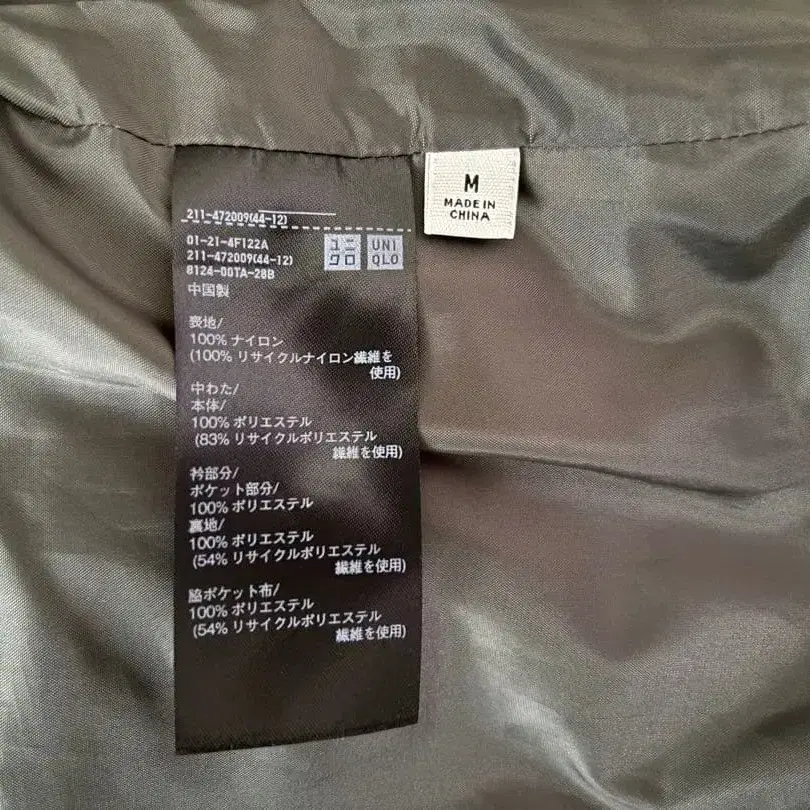 211-472009(44-12)
01-21-4F122A
211-472009(44-12)
8124-00TA-28B
ユニ
クロ
UNI
QLO
中国製
表地/
100% ナイロン
(100% リサイクルナイロン繊維を
使用)
中わた/
本体/
100% ポリエステル
(83% リサイクルポリエステル
繊維を使用)
衿部分/
ポケット部分/
100% ポリエステル
裏地/
100% ポリエステル
(54% リサイクルポリエステル
繊維を使用)
脇ポケット布/
100% ポリエステル
(54% リサイクルポリエステル
繊維を使用)
M
MADE IN
CHINA